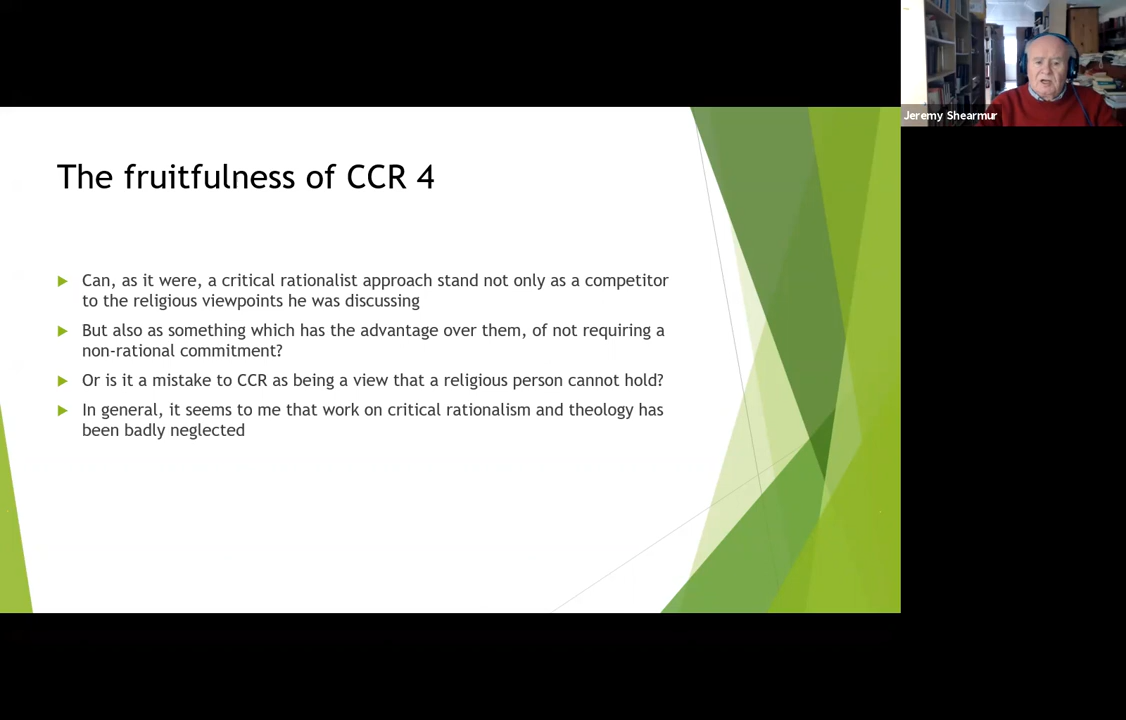 Jeremy Shearmur
The fruitfulness of CCR 4
Can, as it were, a critical rationalist approach stand not only as a competitor
to the religious viewpoints he was discussing
But also as something which has the advantage over them, of not requiring a
non-rational commitment?
Or is it a mistake to CCR as being a view that a religious person cannot hold?
In general, it seems to me that work on critical rationalism and theology has
been badly neglected